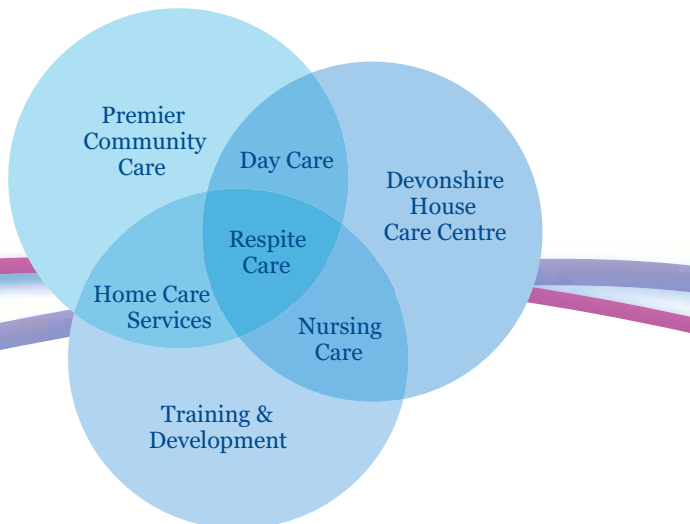 Premier
Community
Care
Day Care
Devonshire
House
Care Centre
Respite
Care
Home Care
Services
Nursing
Care
Training &
Development